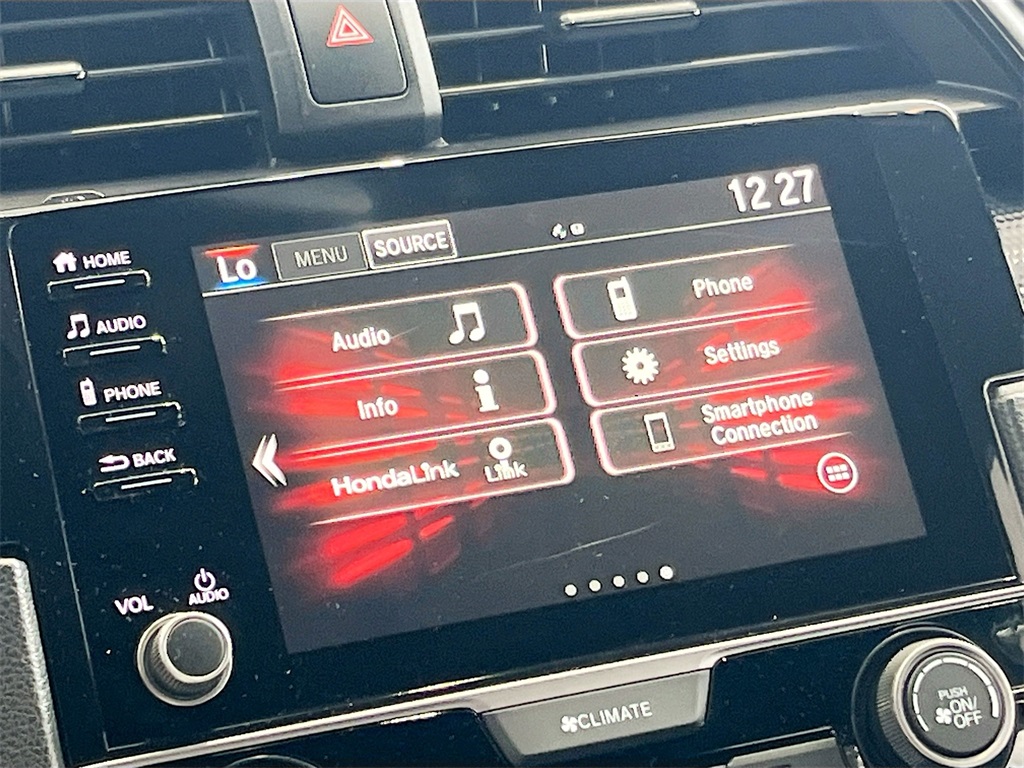 12 27
Lo
MENU
SOURCE
HOME
AUDIO
PHONE
BACK
Audio
Phone
Info
Settings
HondaLink
Link
Smartphone
Connection
VOL
AUDIO
CLIMATE
PUSH
ON/
OFF